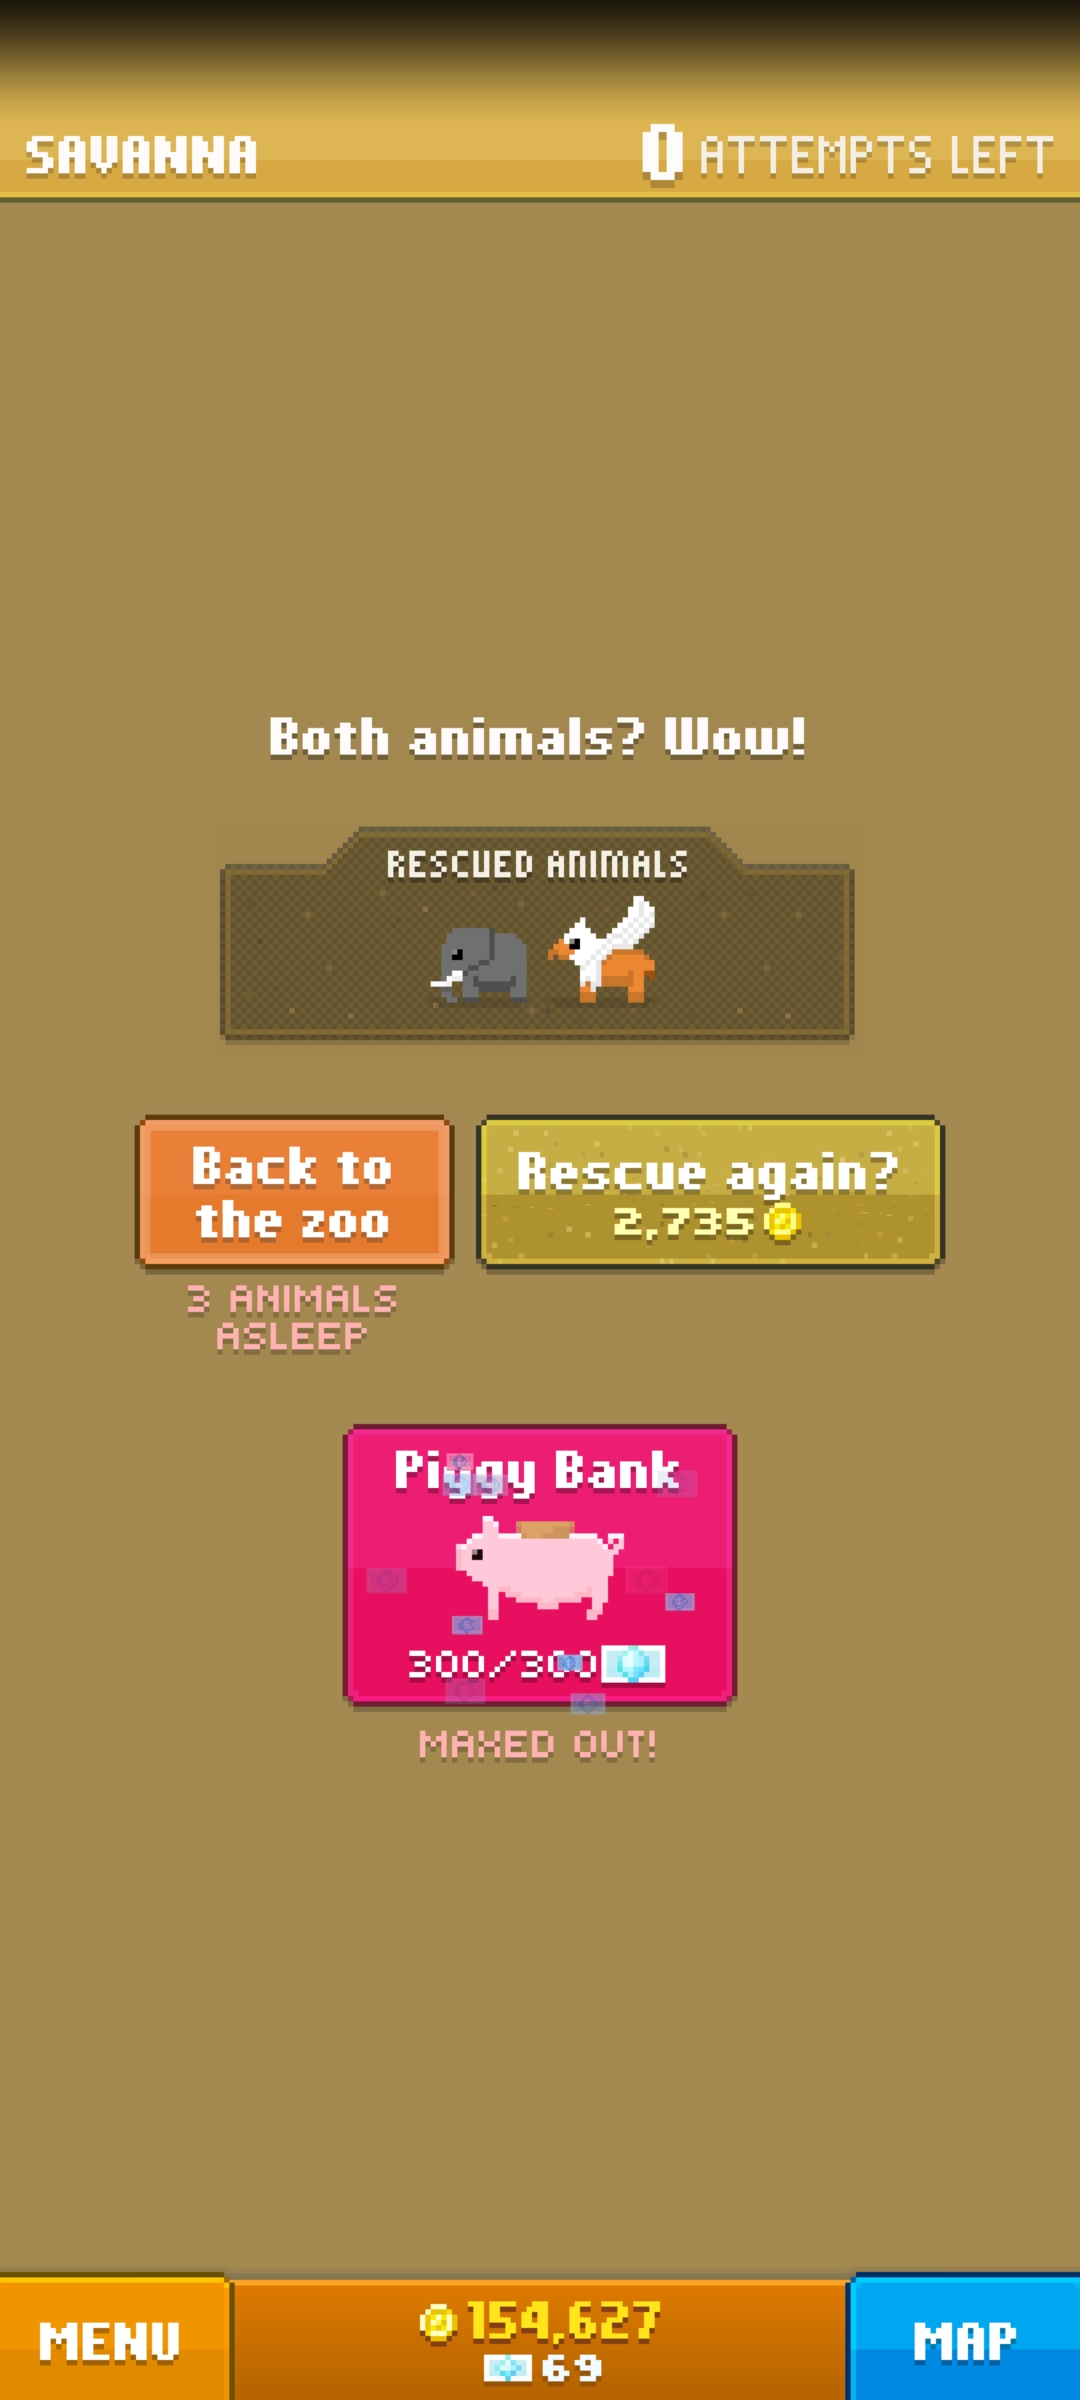 SAVANNA
0 ATTEMPTS LEFT
Both animals? Wow!
RESCUED ANIMALS
Back to
the zoo
Rescue again?
2,735
3 ANIMALS
ASLEEP
Piggy Bank
300/300
MAXED OUT!
MENU
154,627
69
MAP